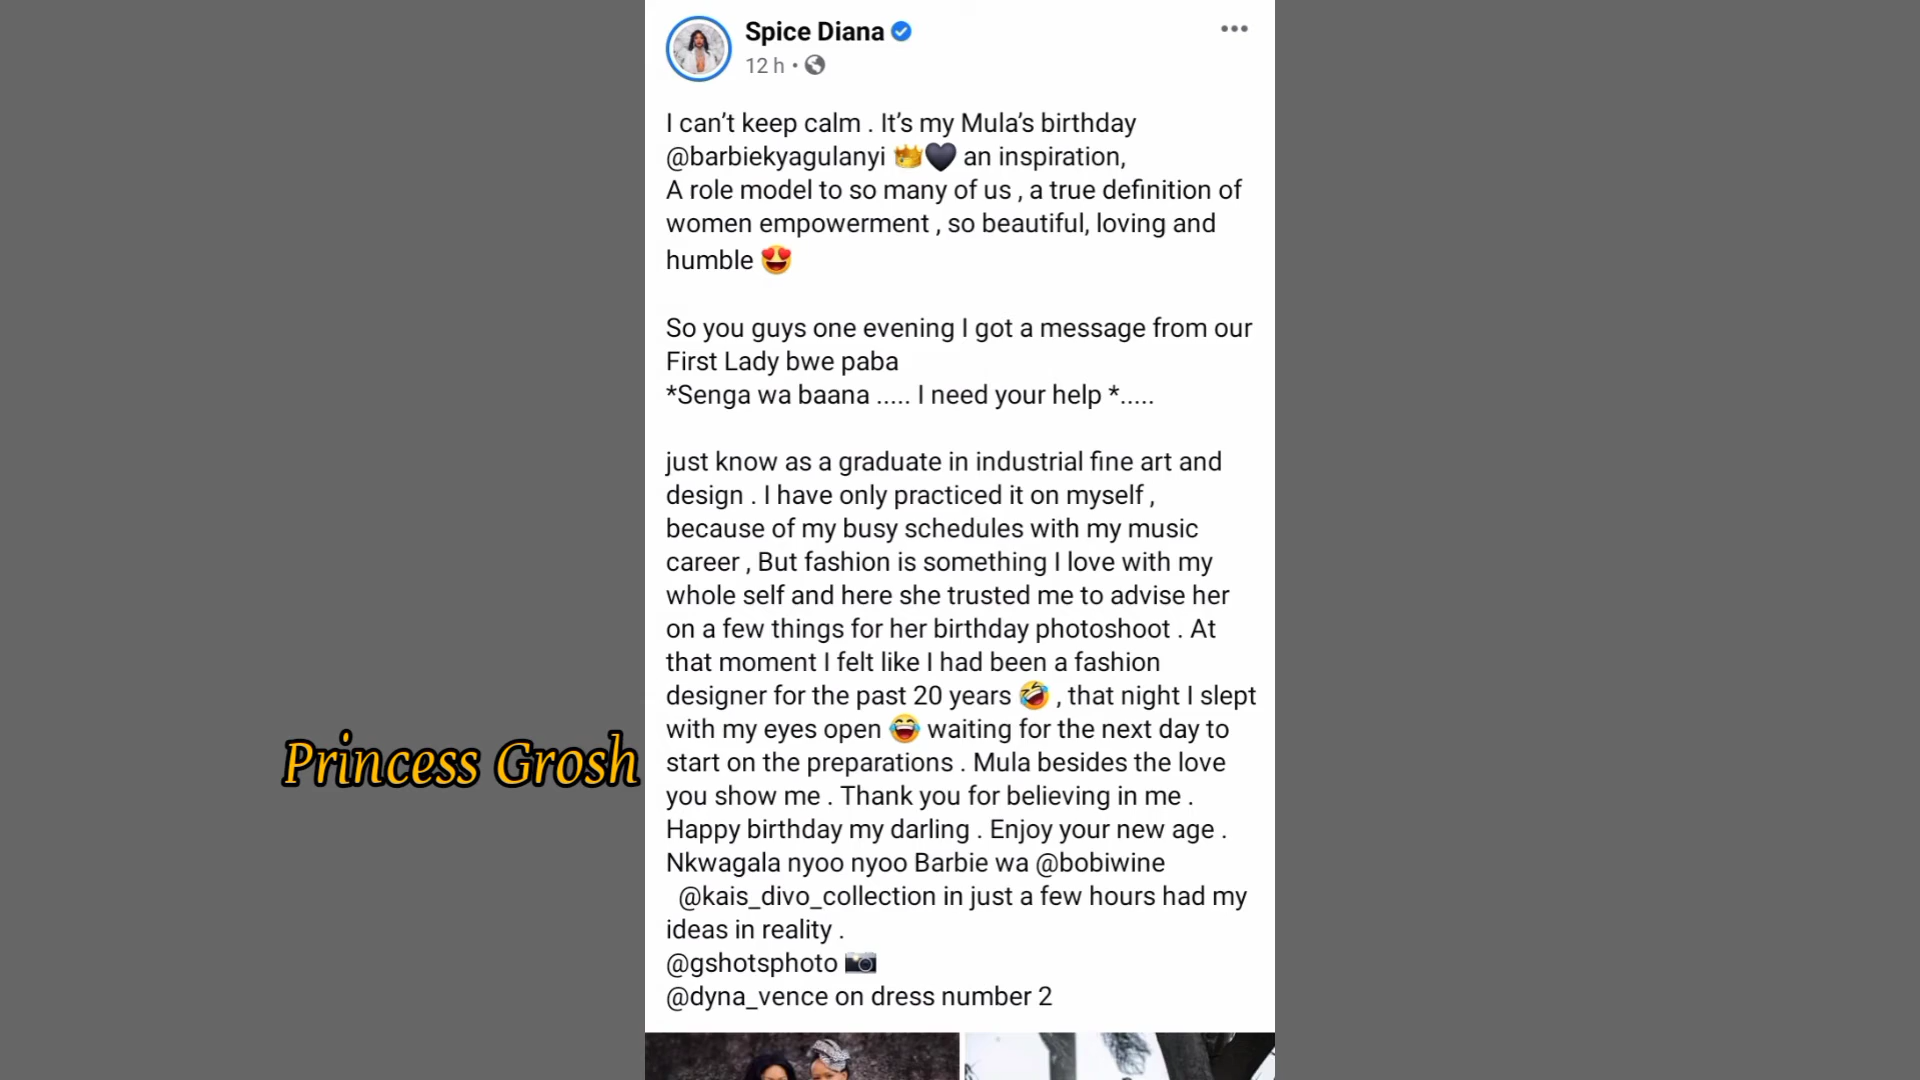 Spice Diana
12 h
I can’t keep calm . It’s my Mula’s birthday
@barbiekyagulanyi 👑🖤 an inspiration,
A role model to so many of us , a true definition of
women empowerment , so beautiful, loving and
humble 😍
So you guys one evening I got a message from our
First Lady bwe paba
*Senga wa baana ..... I need your help *.....
just know as a graduate in industrial fine art and
design . I have only practiced it on myself ,
because of my busy schedules with my music
career , But fashion is something I love with my
whole self and here she trusted me to advise her
on a few things for her birthday photoshoot . At
that moment I felt like I had been a fashion
designer for the past 20 years 🤣 , that night I slept
with my eyes open 😂 waiting for the next day to
start on the preparations . Mula besides the love
you show me . Thank you for believing in me .
Happy birthday my darling . Enjoy your new age .
Nkwagala nyoo nyoo Barbie wa @bobiwine
@kais_divo_collection in just a few hours had my
ideas in reality .
@gshotsphoto 📷
@dyna_vence on dress number 2
Princess Grosh